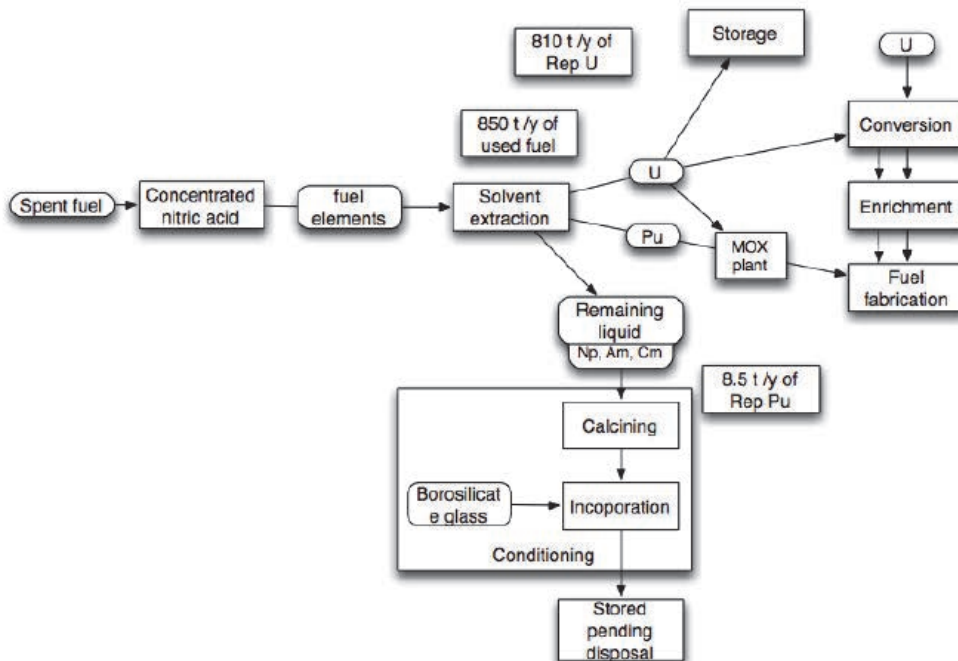 810 t /y of
Rep U
Storage
U
850 t /y of
used fuel
Conversion
U
Spent fuel
Concentrated
nitric acid
fuel
elements
Solvent
extraction
Enrichment
Pu
MOX
plant
Fuel
fabrication
Remaining
liquid
Np, Am, Cm
8.5 t /y of
Rep Pu
Calcining
Borosilicat
e glass
Incoporation
Conditioning
Stored
pending
disposal